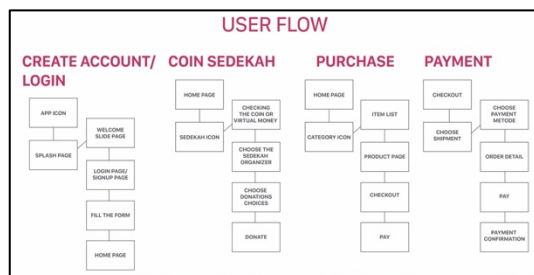 USER FLOW
CREATE ACCOUNT/
LOGIN
APP ICON
SPLASH PAGE
WELCOME
SLIDE PAGE
LOGIN PAGE/
SIGNUP PAGE
FILL THE FORM
HOME PAGE
COIN SEDEKAH
HOME PAGE
SEDEKAH ICON
CHECKING
THE COIN OR
VIRTUAL MONEY
CHOOSE THE
SEDEKAH
ORGANIZER
CHOOSE
DONATIONS
CHOICES
DONATE
PURCHASE
HOME PAGE
CATEGORY ICON
ITEM LIST
PRODUCT PAGE
CHECKOUT
PAY
PAYMENT
CHECKOUT
CHOOSE
SHIPMENT
CHOOSE
PAYMENT
METODE
ORDER DETAIL
PAY
PAYMENT
CONFIRMATION